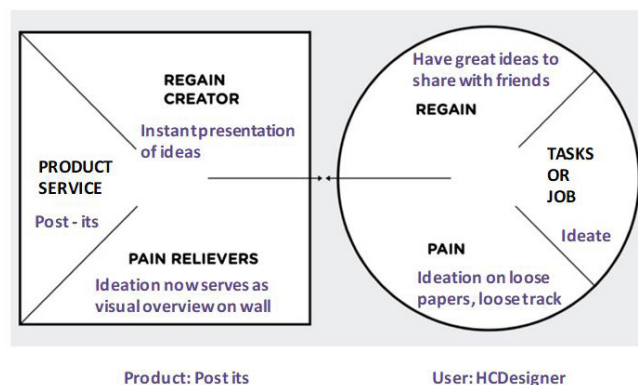 REGAIN
CREATOR
Instant presentation
of ideas
PRODUCT
SERVICE
Post - its
PAIN RELIEVERS
Ideation now serves as
visual overview on wall
Have great ideas to
share with friends
REGAIN
TASKS
OR
JOB
Ideate
PAIN
Ideation on loose
papers, loose track
Product: Post its
User: HCDesigner